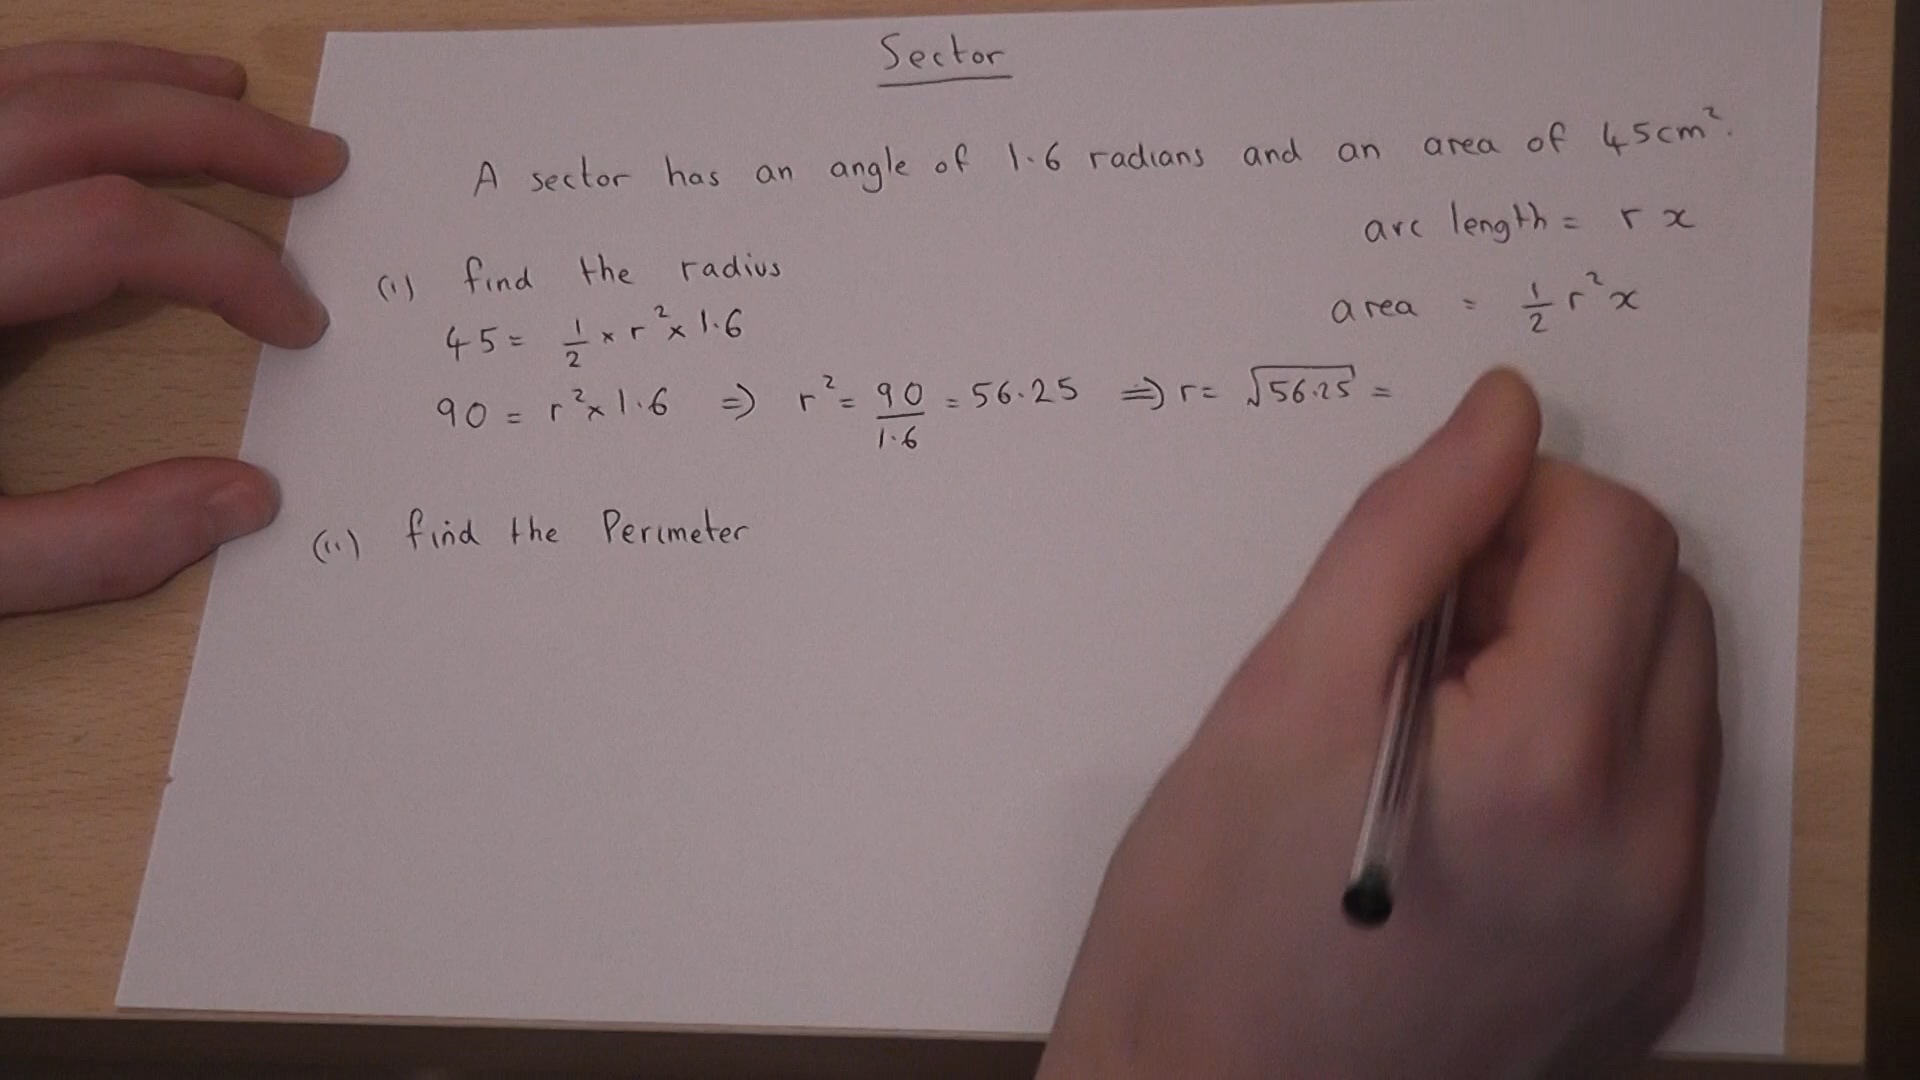 Sector
A sector has an angle of 1.6 radians and an area of 45cm².
arc length = r x
(i) find the radius
area = 1/2 r²x
45 = 1/2 × r² × 1.6
90 = r² × 1.6 ⇒ r² = 90/1.6 = 56.25 ⇒ r = √56.25 =
(ii) find the Perimeter